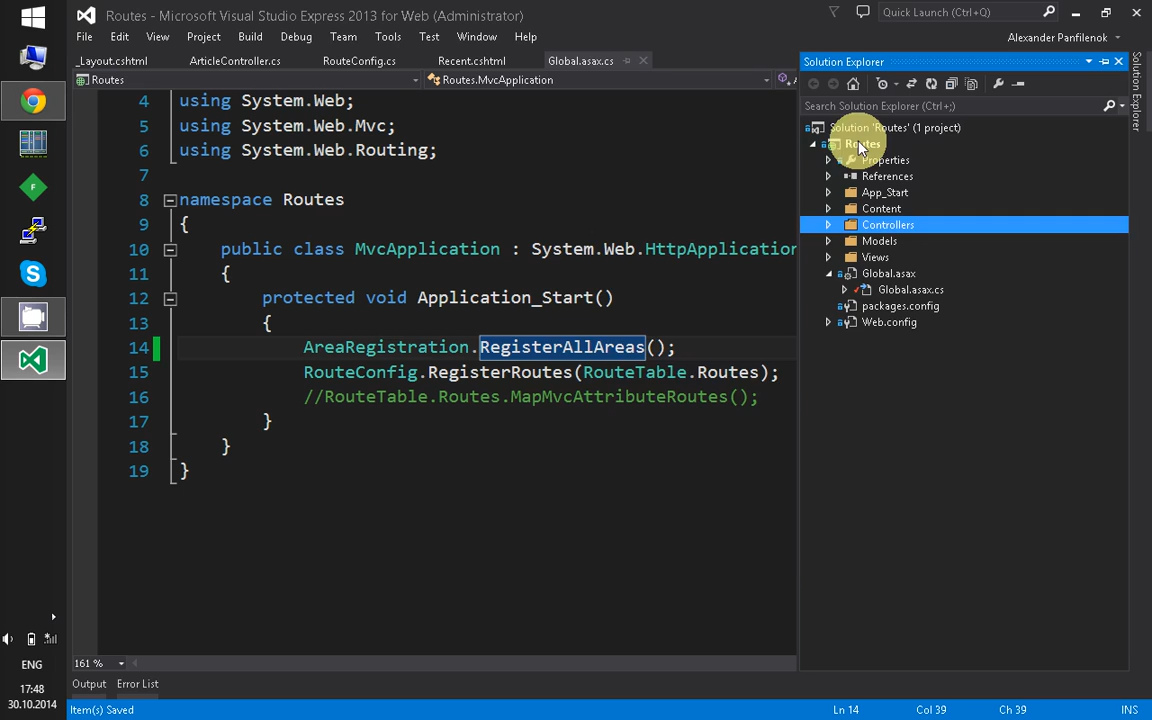 Routes - Microsoft Visual Studio Express 2013 for Web (Administrator)
Quick Launch (Ctrl+Q)
File Edit View Project Build Debug Team Tools Test Window Help
Alexander Panfilenok
_Layout.cshtml ArticleController.cs RouteConfig.cs Recent.cshtml Global.asax.cs
Routes
Routes.MvcApplication
4 using System.Web;
5 using System.Web.Mvc;
6 using System.Web.Routing;
7
8 namespace Routes
9 {
10 public class MvcApplication : System.Web.HttpApplication
11 {
12 protected void Application_Start()
13 {
14 AreaRegistration.RegisterAllAreas();
15 RouteConfig.RegisterRoutes(RouteTable.Routes);
16 //RouteTable.Routes.MapMvcAttributeRoutes();
17 }
18 }
19 }
161 %
Output Error List
Item(s) Saved
Ln 14 Col 39 Ch 39 INS
Solution Explorer
Search Solution Explorer (Ctrl+;)
Solution 'Routes' (1 project)
Routes
Properties
References
App_Start
Content
Controllers
Models
Views
Global.asax
Global.asax.cs
packages.config
Web.config
Solution Explorer
F
ENG
17:48
30.10.2014